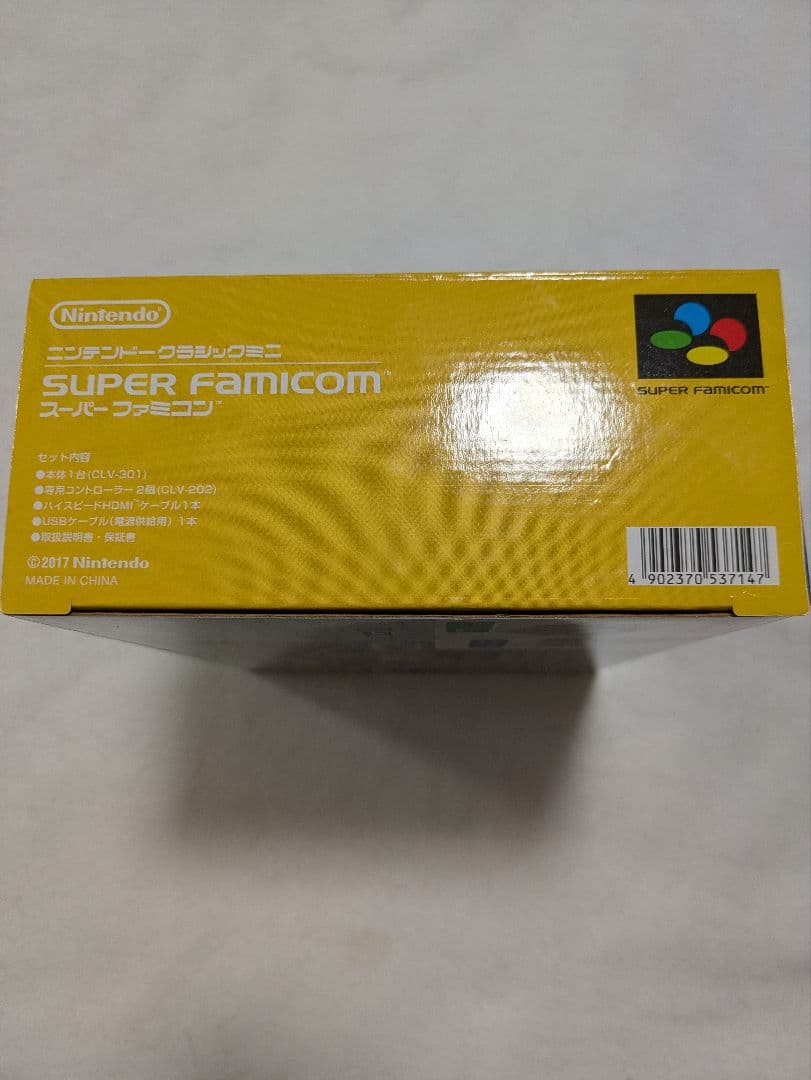 Nintendo®
ニンテンドークラシックミニ
SUPER FAMICOM®
スーパーファミコン™
SUPER FAMICOM™
セット内容
●本体1台(CLV-301)
●専用コントローラー2個(CLV-202)
●ハイスピードHDMI™ケーブル1本
●USBケーブル(電源供給用)1本
●取扱説明書・保証書
©2017 Nintendo
MADE IN CHINA
4 902370 537147